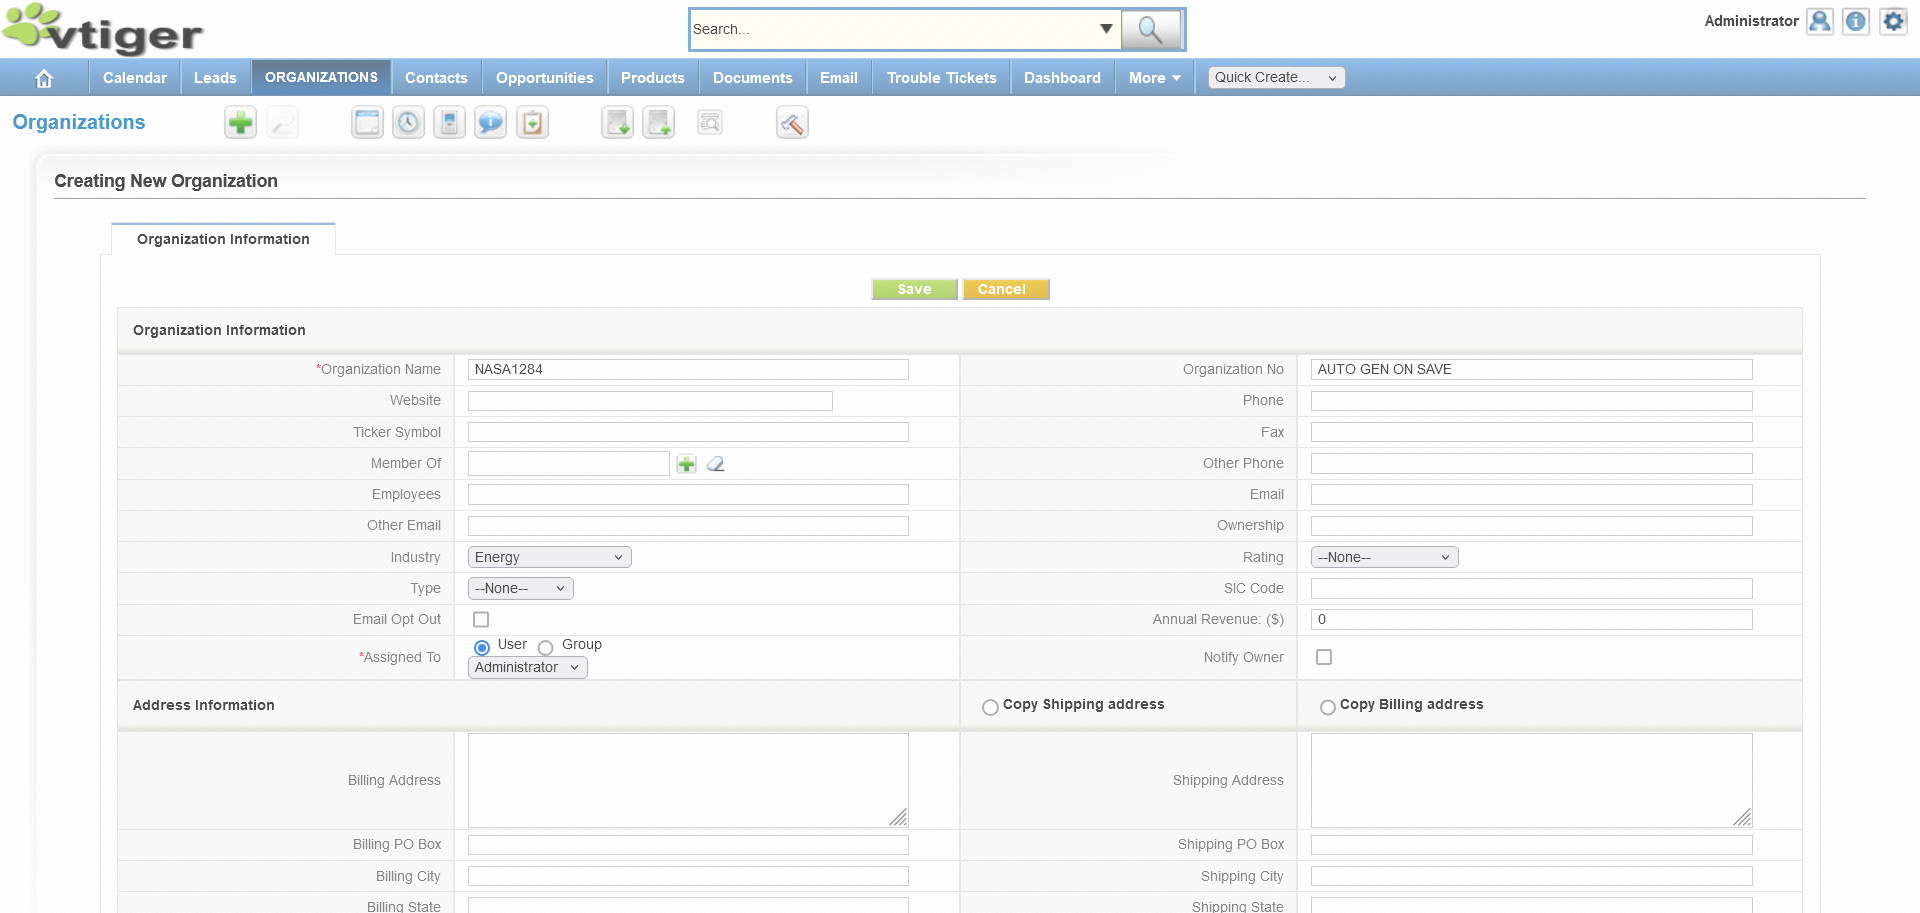 vtiger
Search...
Administrator
Calendar
Leads
ORGANIZATIONS
Contacts
Opportunities
Products
Documents
Email
Trouble Tickets
Dashboard
More
Quick Create...
Organizations
Creating New Organization
Organization Information
Save
Cancel
Organization Information
*Organization Name
NASA1284
Organization No
AUTO GEN ON SAVE
Website
Phone
Ticker Symbol
Fax
Member Of
Other Phone
Employees
Email
Other Email
Ownership
Industry
Energy
Rating
--None--
Type
--None--
SIC Code
Email Opt Out
Annual Revenue: ($)
0
*Assigned To
User
Group
Administrator
Notify Owner
Address Information
Copy Shipping address
Copy Billing address
Billing Address
Shipping Address
Billing PO Box
Shipping PO Box
Billing City
Shipping City
Billing State
Shipping State